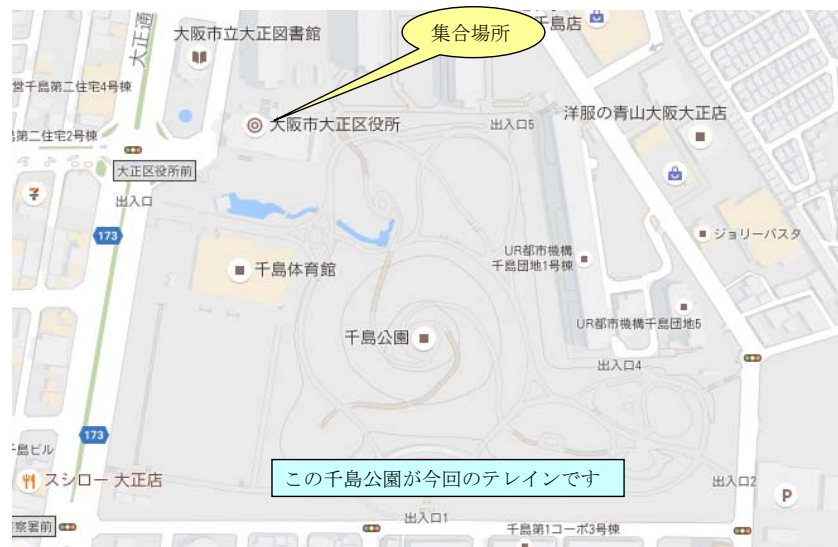 集合場所
千島店
大阪市立大正図書館
大正通
営千島第二住宅4号棟
洋服の青山大阪大正店
大阪市大正区役所
出入口5
島第二住宅2号棟
大正区役所前
出入口
173
ジョリーパスタ
UR都市機構
千島団地1号棟
千島体育館
UR都市機構千島団地5
千島公園
出入口4
173
島ビル
スシロー 大正店
この千島公園が今回のテレインです
出入口2
P
察署前
出入口1
千島第1コーポ3号棟